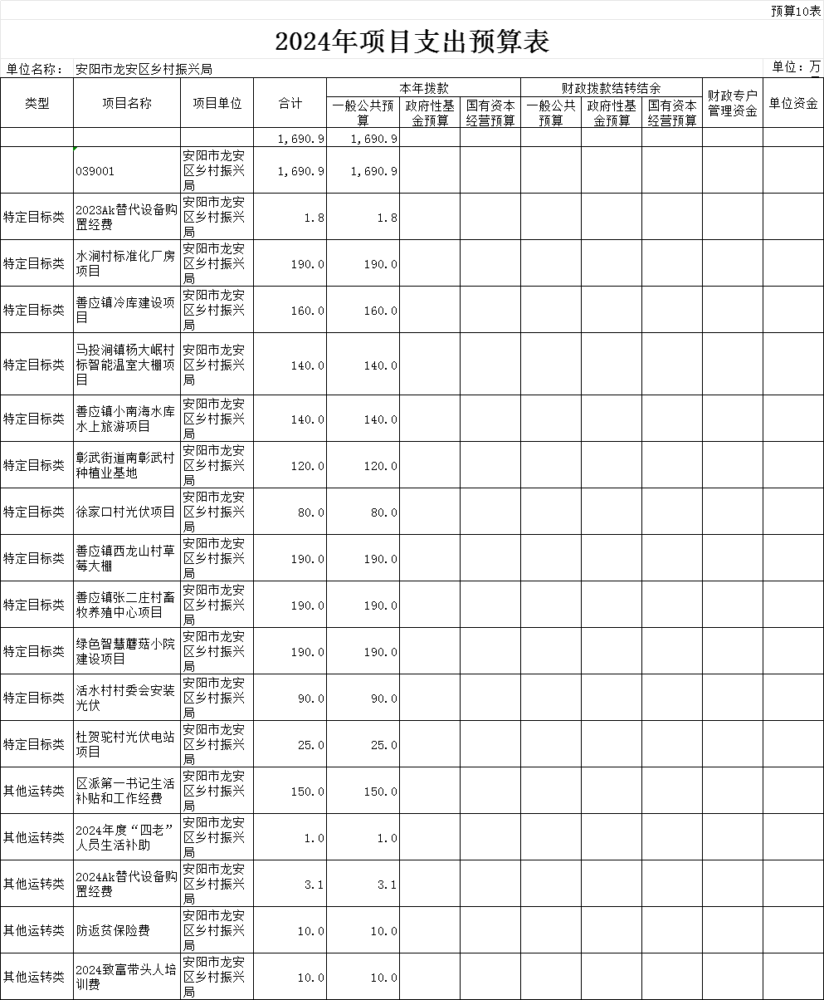 预算10表
2024年项目支出预算表
单位名称： 安阳市龙安区乡村振兴局 单位：万
类型 项目名称 项目单位 合计 本年拨款 财政拨款结转结余 财政专户管理资金 单位资金
一般公共预算 政府性基金预算 国有资本经营预算 一般公共预算 政府性基金预算 国有资本经营预算
1,690.9 1,690.9
039001 安阳市龙安区乡村振兴局 1,690.9 1,690.9
特定目标类 2023Ak替代设备购置经费 安阳市龙安区乡村振兴局 1.8 1.8
特定目标类 水涧村标准化厂房项目 安阳市龙安区乡村振兴局 190.0 190.0
特定目标类 善应镇冷库建设项目 安阳市龙安区乡村振兴局 160.0 160.0
特定目标类 马投涧镇杨大岷村标智能温室大棚项目 安阳市龙安区乡村振兴局 140.0 140.0
特定目标类 善应镇小南海水库水上旅游项目 安阳市龙安区乡村振兴局 140.0 140.0
特定目标类 彰武街道南彰武村种植业基地 安阳市龙安区乡村振兴局 120.0 120.0
特定目标类 徐家口村光伏项目 安阳市龙安区乡村振兴局 80.0 80.0
特定目标类 善应镇西龙山村草莓大棚 安阳市龙安区乡村振兴局 190.0 190.0
特定目标类 善应镇张二庄村畜牧养殖中心项目 安阳市龙安区乡村振兴局 190.0 190.0
特定目标类 绿色智慧蘑菇小院建设项目 安阳市龙安区乡村振兴局 190.0 190.0
特定目标类 活水村村委会安装光伏 安阳市龙安区乡村振兴局 90.0 90.0
特定目标类 杜贺驼村光伏电站项目 安阳市龙安区乡村振兴局 25.0 25.0
其他运转类 区派第一书记生活补贴和工作经费 安阳市龙安区乡村振兴局 150.0 150.0
其他运转类 2024年度“四老”人员生活补助 安阳市龙安区乡村振兴局 1.0 1.0
其他运转类 2024Ak替代设备购置经费 安阳市龙安区乡村振兴局 3.1 3.1
其他运转类 防返贫保险费 安阳市龙安区乡村振兴局 10.0 10.0
其他运转类 2024致富带头人培训费 安阳市龙安区乡村振兴局 10.0 10.0